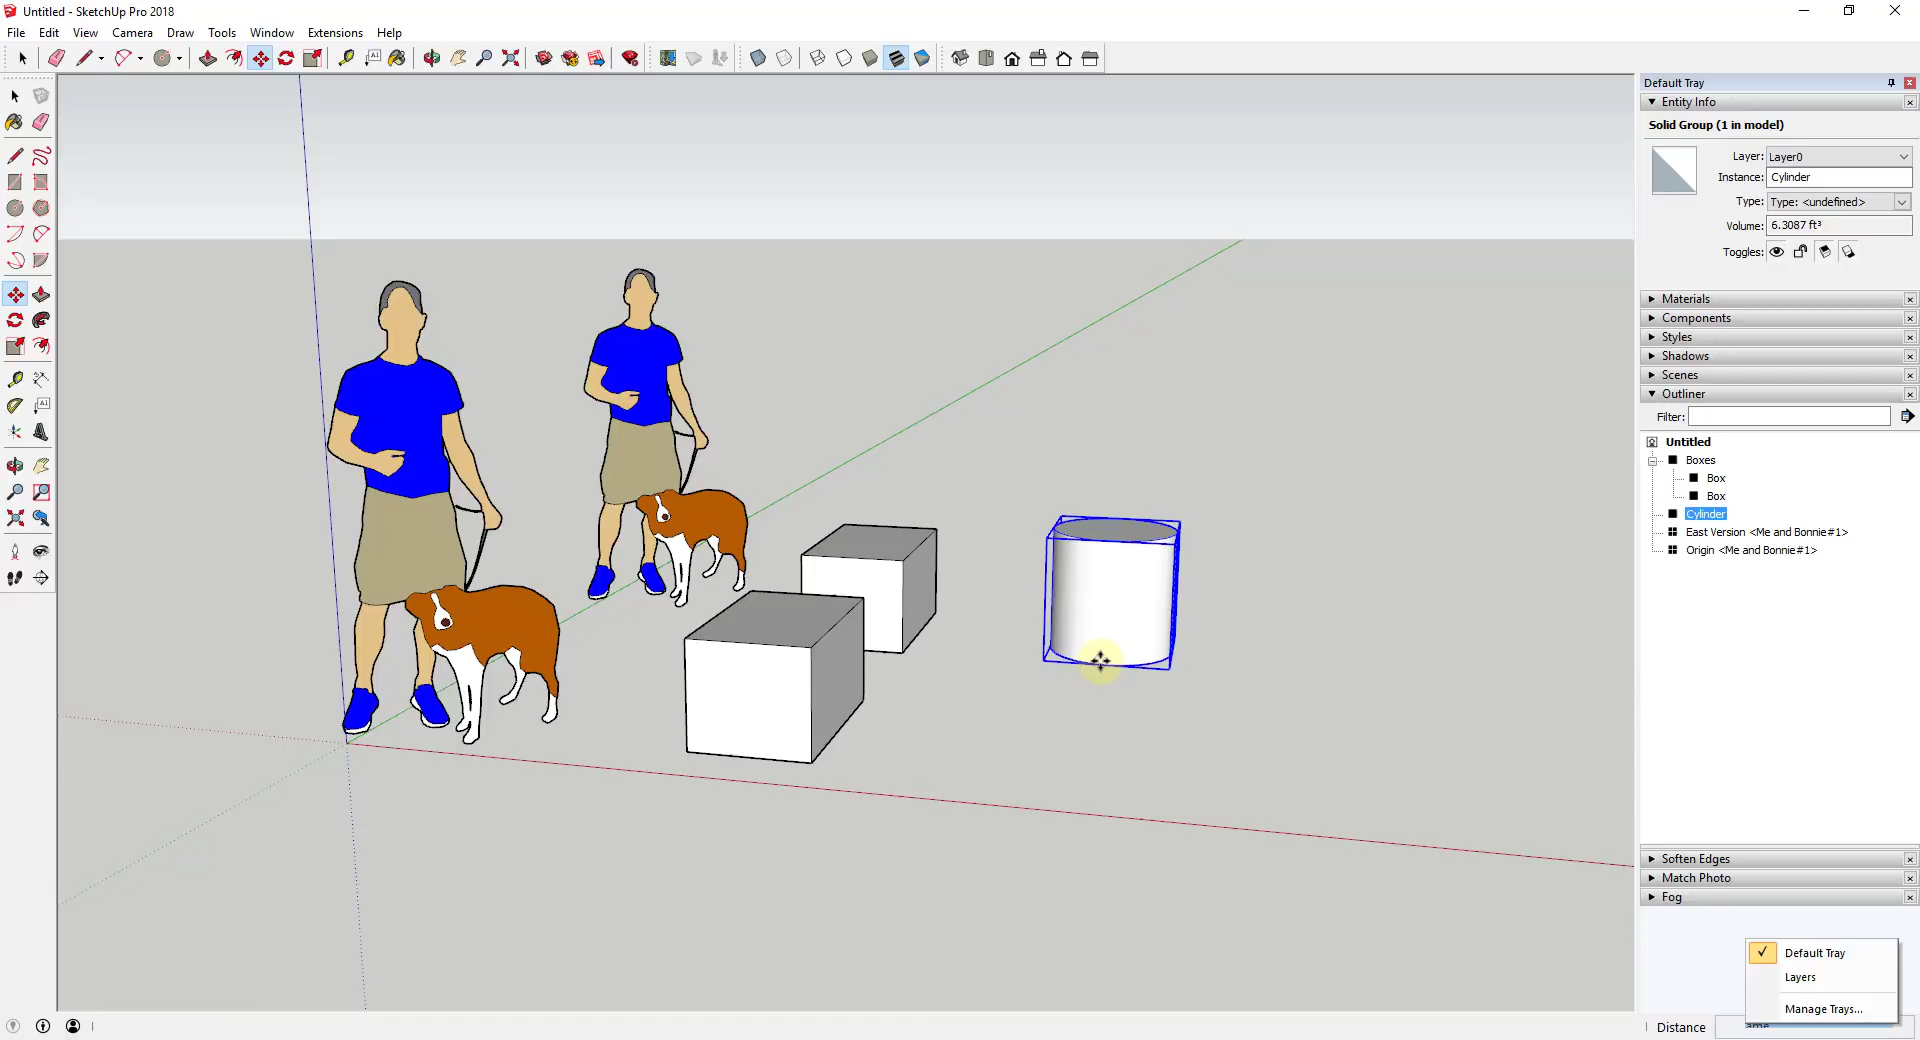 Untitled - SketchUp Pro 2018
File Edit View Camera Draw Tools Window Extensions Help
Default Tray
Entity Info
Solid Group (1 in model)
Layer: Layer0
Instance: Cylinder
Type: Type: <undefined>
Volume: 6.3087 ft³
Toggles:
Materials
Components
Styles
Shadows
Scenes
Outliner
Filter:
Untitled
Boxes
Box
Box
Cylinder
East Version <Me and Bonnie#1>
Origin <Me and Bonnie#1>
Soften Edges
Match Photo
Fog
Default Tray
Layers
Manage Trays...
Distance